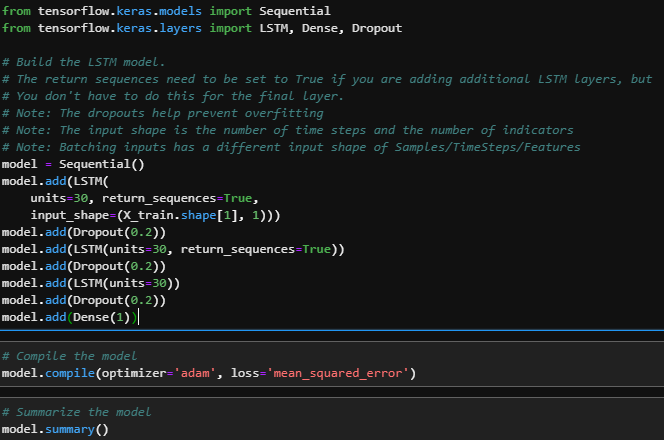 from tensorflow.keras.models import Sequential
from tensorflow.keras.layers import LSTM, Dense, Dropout
# Build the LSTM model.
# The return sequences need to be set to True if you are adding additional LSTM layers, but
# You don't have to do this for the final layer.
# Note: The dropouts help prevent overfitting
# Note: The input shape is the number of time steps and the number of indicators
# Note: Batching inputs has a different input shape of Samples/TimeSteps/Features
model = Sequential()
model.add(LSTM(
    units=30, return_sequences=True,
    input_shape=(X_train.shape[1], 1)))
model.add(Dropout(0.2))
model.add(LSTM(units=30, return_sequences=True))
model.add(Dropout(0.2))
model.add(LSTM(units=30))
model.add(Dropout(0.2))
model.add(Dense(1))
# Compile the model
model.compile(optimizer='adam', loss='mean_squared_error')
# Summarize the model
model.summary()